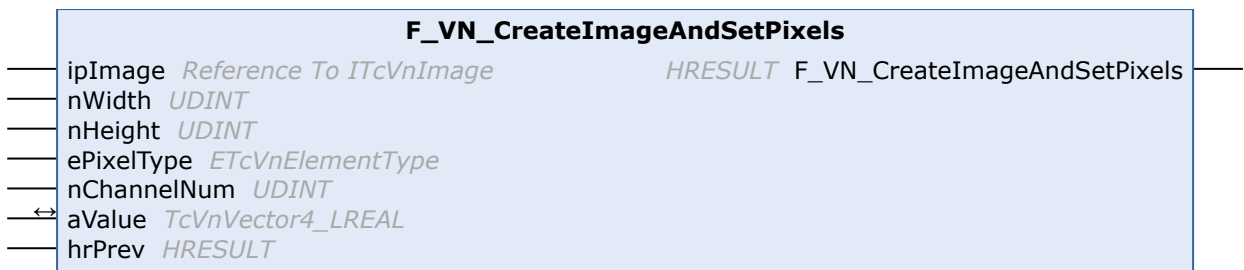 F_VN_CreateImageAndSetPixels
ipImage Reference To ITcVnImage HRESULT F_VN_CreateImageAndSetPixels
nWidth UDINT
nHeight UDINT
ePixelType ETcVnElementType
nChannelNum UDINT
↔ aValue TcVnVector4_LREAL
hrPrev HRESULT